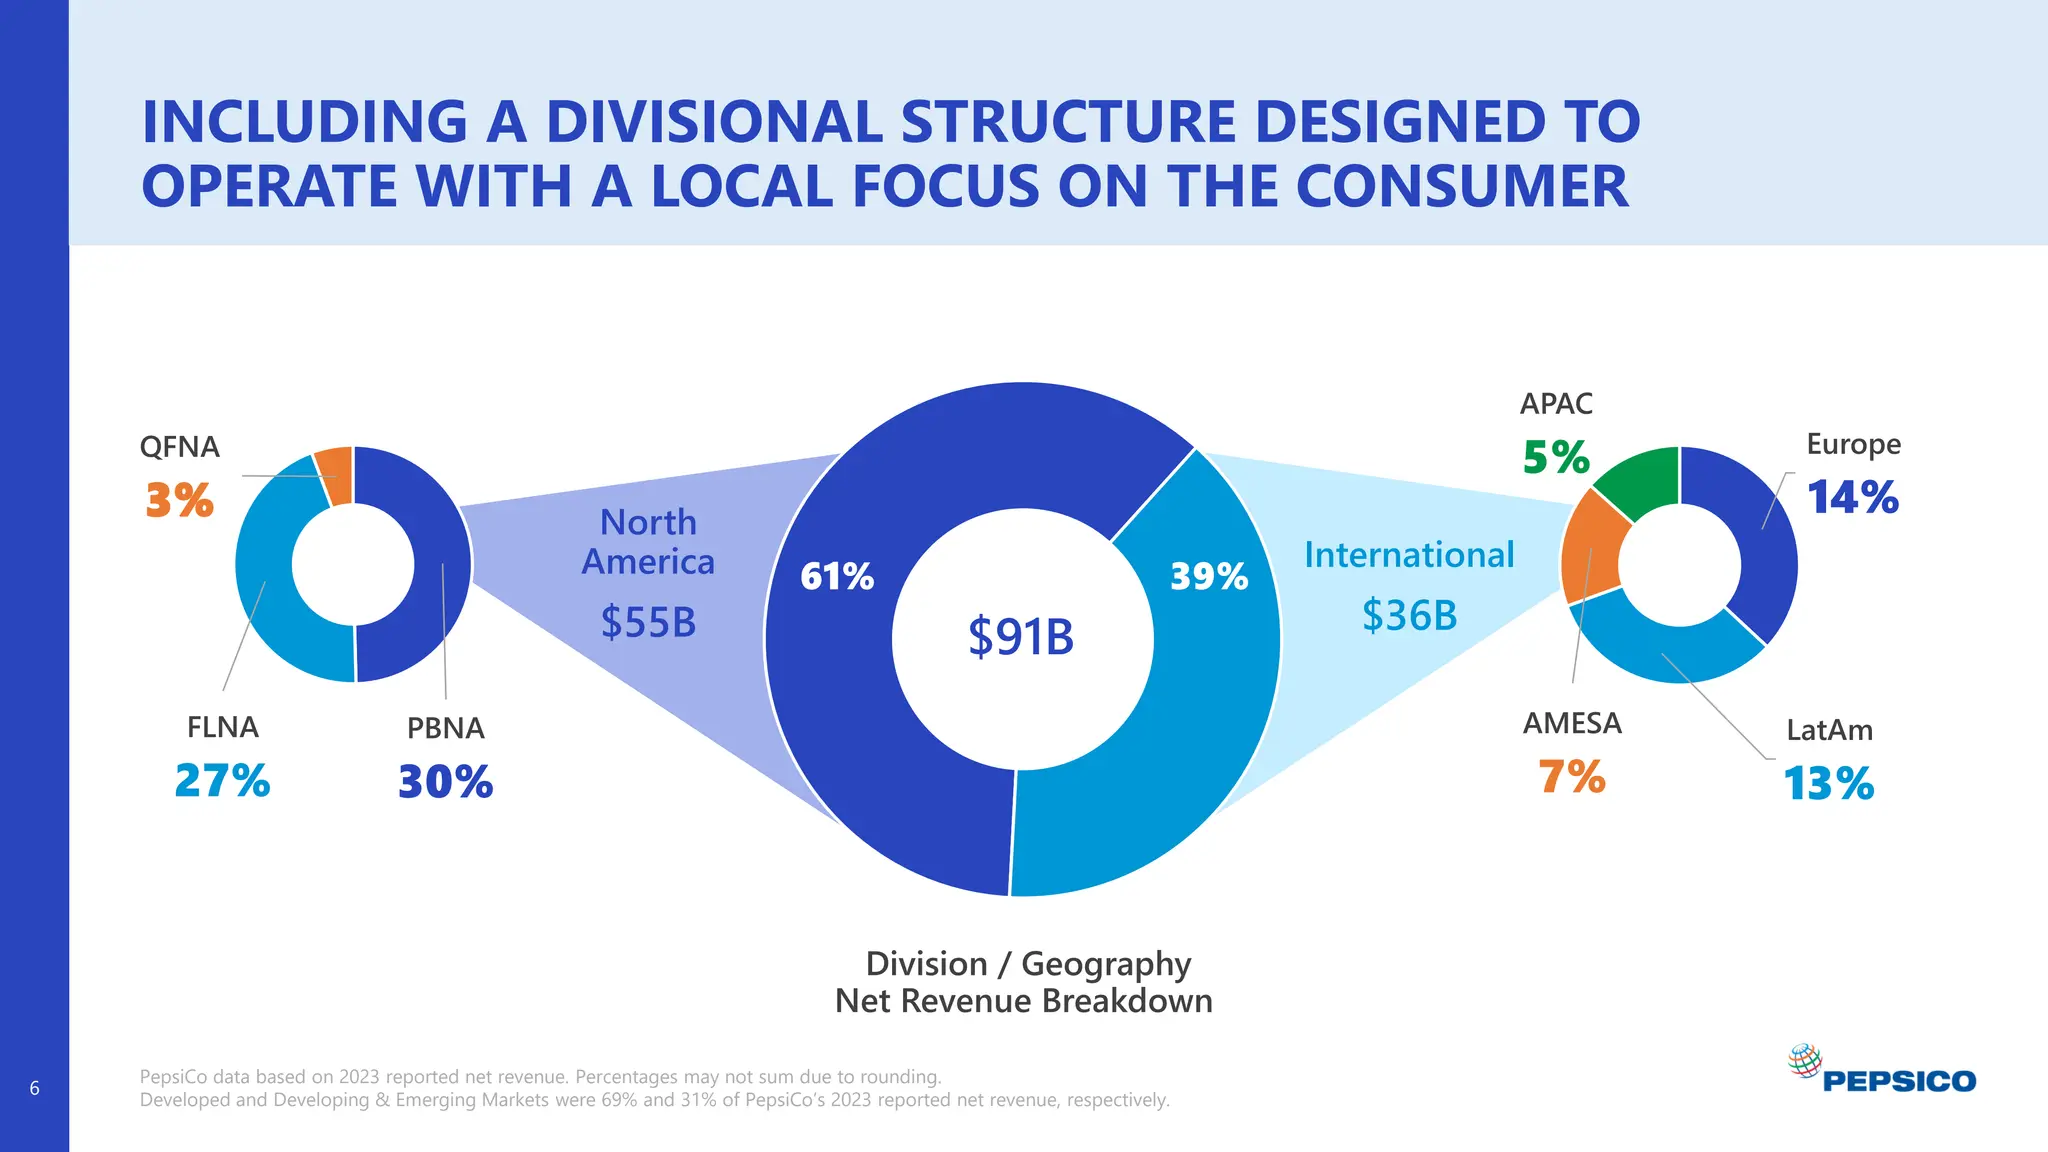 INCLUDING A DIVISIONAL STRUCTURE DESIGNED TO
OPERATE WITH A LOCAL FOCUS ON THE CONSUMER
QFNA
3%
FLNA
27%
PBNA
30%
North
America
$55B
61%
$91B
39%
International
$36B
APAC
5%
Europe
14%
AMESA
7%
LatAm
13%
Division / Geography
Net Revenue Breakdown
PepsiCo data based on 2023 reported net revenue. Percentages may not sum due to rounding.
Developed and Developing & Emerging Markets were 69% and 31% of PepsiCo's 2023 reported net revenue, respectively.
6
PEPSICO